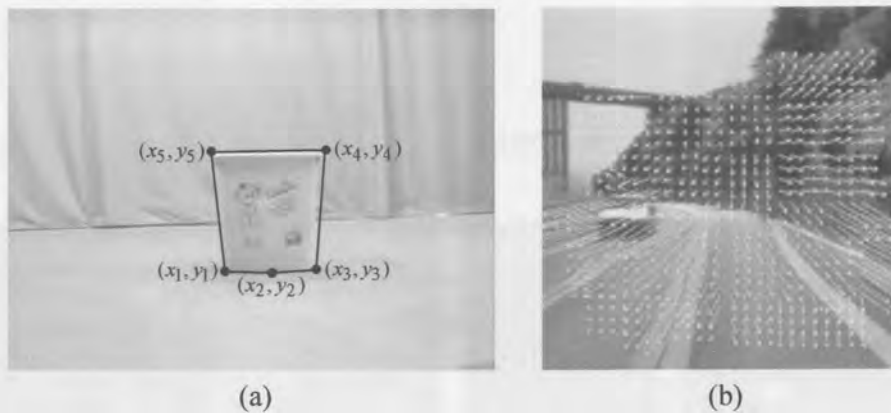 (x₅, y₅)
(x₄, y₄)
(x₁, y₁)
(x₃, y₃)
(x₂, y₂)
(a)
(b)